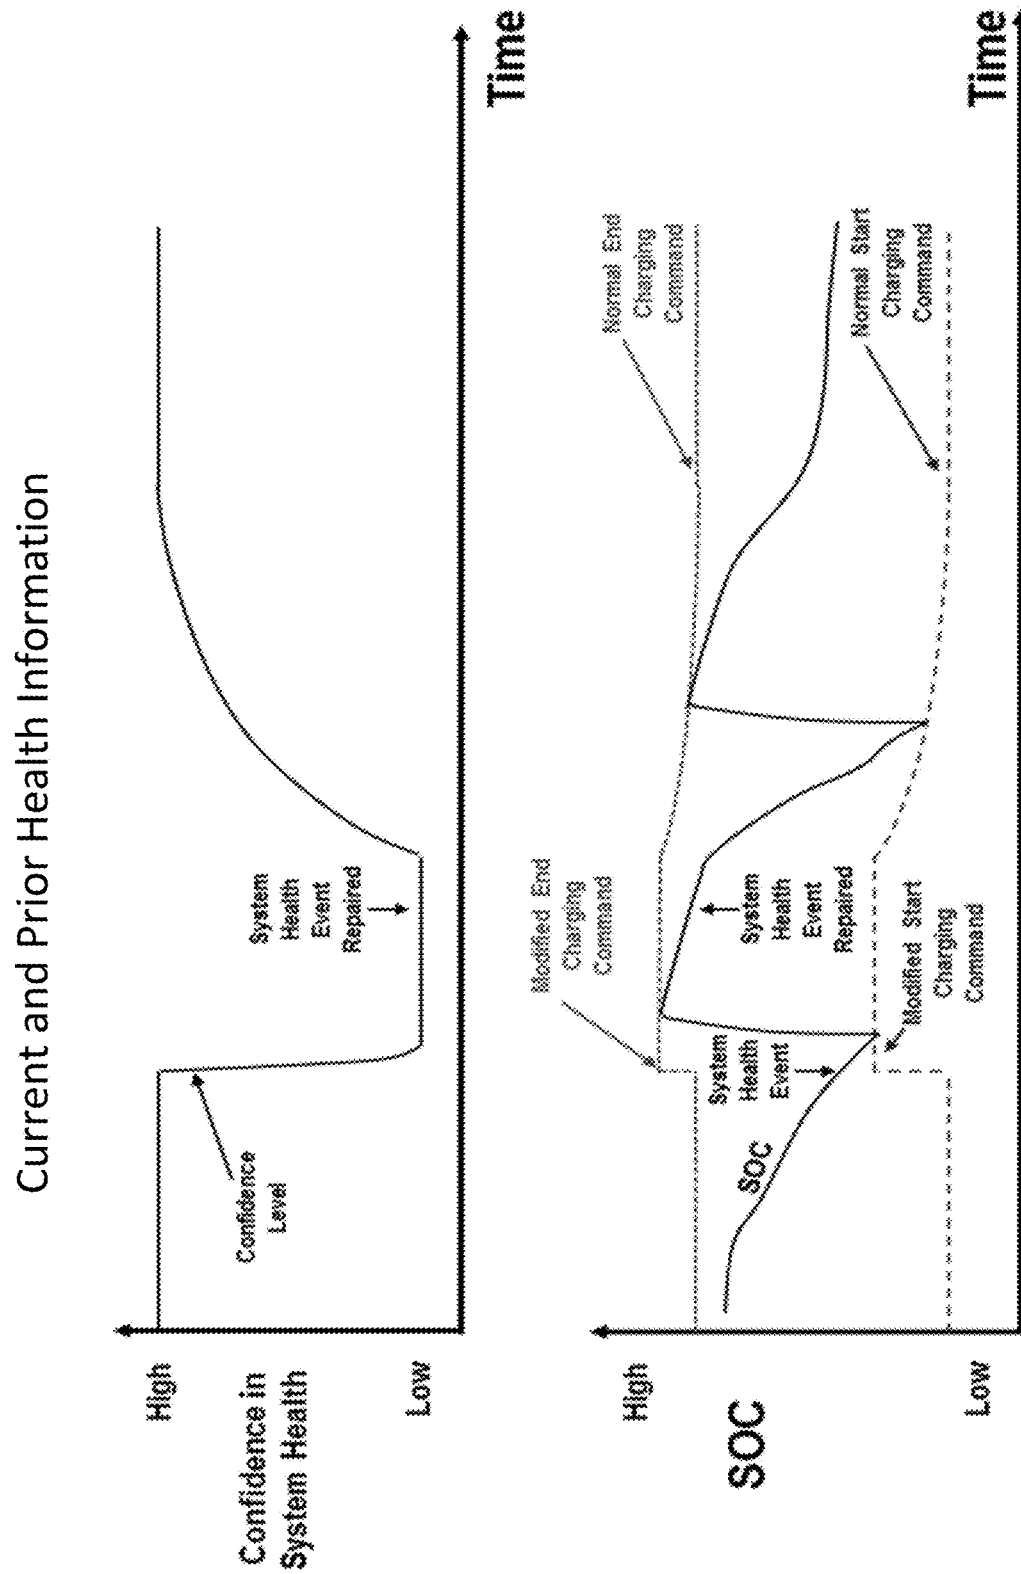 Current and Prior Health Information
High
Confidence in
System Health
Low
Confidence
Level
System
Health
Event
Repaired
Time
High
SOC
Low
SOC
System
Health
Event
Modified End
Charging
Command
System
Health
Event
Repaired
Modified Start
Charging
Command
Normal End
Charging
Command
Normal Start
Charging
Command
Time